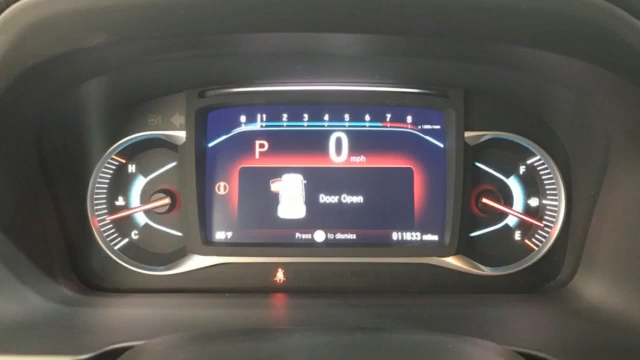 0 1 2 3 4 5 6 7 8
P 0 mph
H
F
Door Open
C
E
Press to dismiss
011833 miles